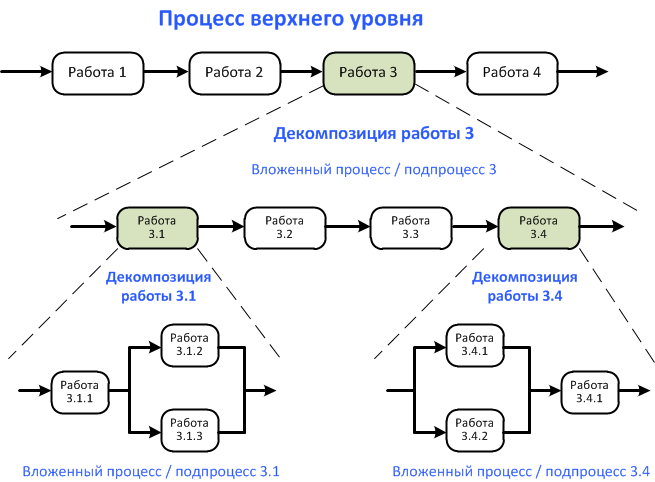 Процесс верхнего уровня
Работа 1
Работа 2
Работа 3
Работа 4
Декомпозиция работы 3
Вложенный процесс / подпроцесс 3
Работа
3.1
Работа
3.2
Работа
3.3
Работа
3.4
Декомпозиция
работы 3.1
Декомпозиция
работы 3.4
Работа
3.1.1
Работа
3.1.2
Работа
3.1.3
Работа
3.4.1
Работа
3.4.2
Работа
3.4.1
Вложенный процесс / подпроцесс 3.1
Вложенный процесс / подпроцесс 3.4